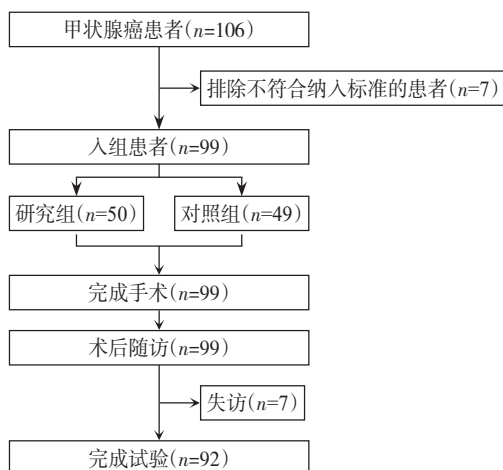 甲状腺癌患者(n=106)
排除不符合纳入标准的患者(n=7)
入组患者(n=99)
研究组(n=50)
对照组(n=49)
完成手术(n=99)
术后随访(n=99)
失访(n=7)
完成试验(n=92)